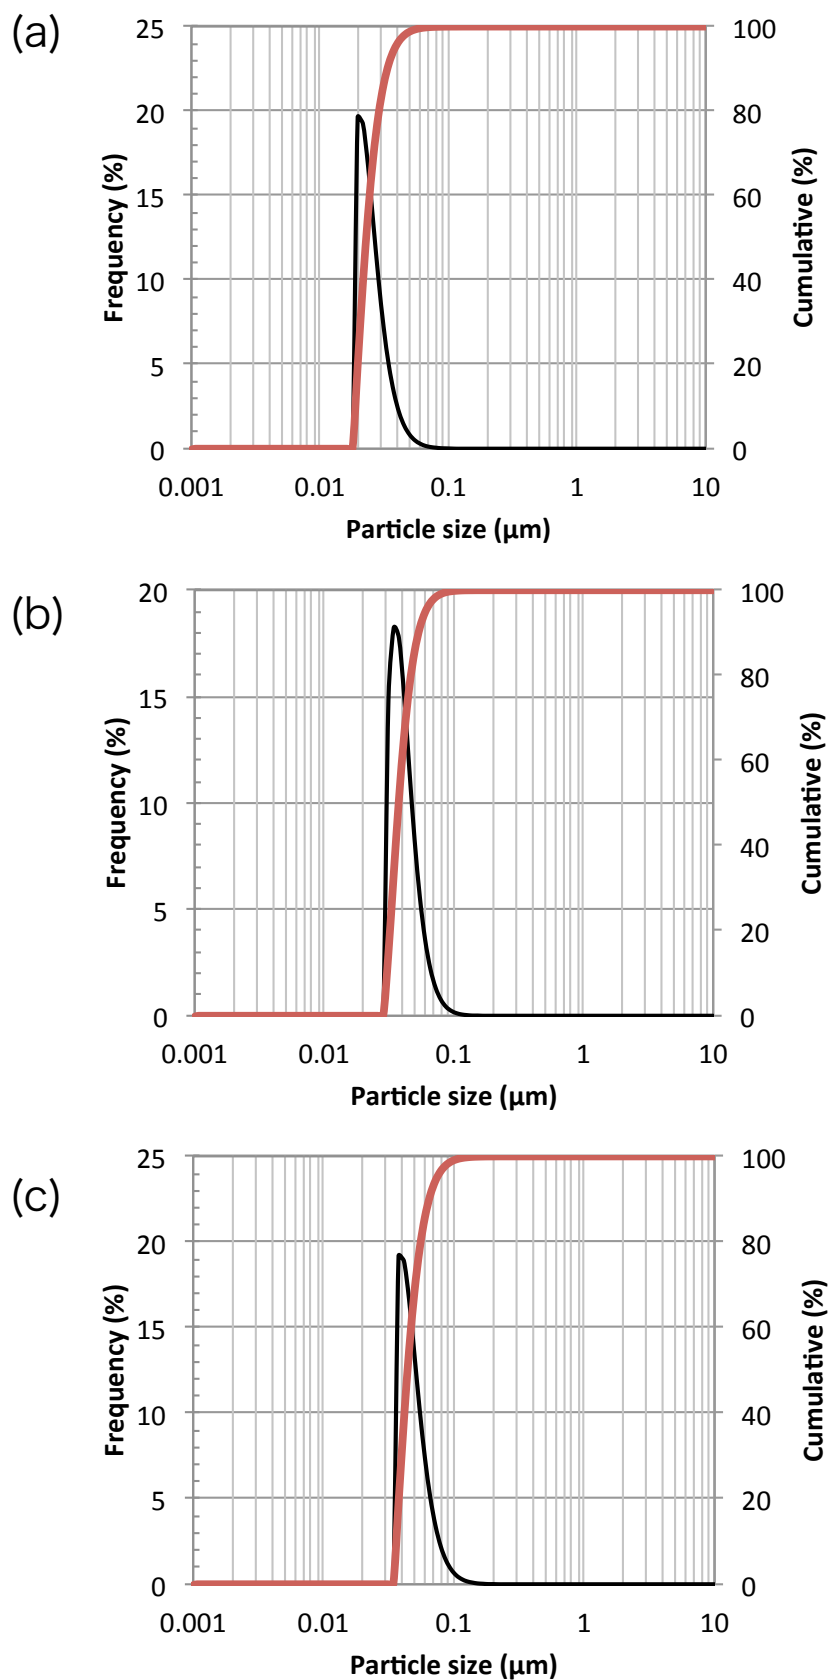 (a)
25
20
15
10
5
0
Frequency (%)
100
80
60
40
20
0
Cumulative (%)
0.001 0.01 0.1 1 10
Particle size (μm)
(b)
20
15
10
5
0
Frequency (%)
100
80
60
40
20
0
Cumulative (%)
0.001 0.01 0.1 1 10
Particle size (μm)
(c)
25
20
15
10
5
0
Frequency (%)
100
80
60
40
20
0
Cumulative (%)
0.001 0.01 0.1 1 10
Particle size (μm)